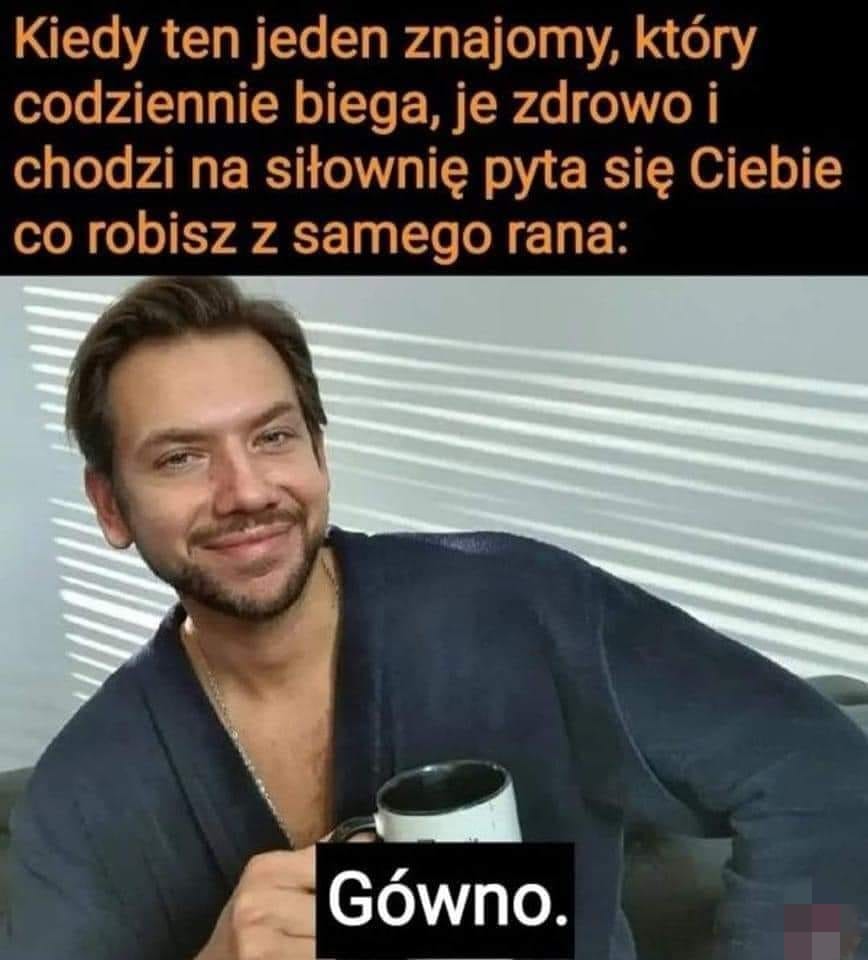 Kiedy ten jeden znajomy, który
codziennie biega, je zdrowo i
chodzi na siłownię pyta się Ciebie
co robisz z samego rana:
Gówno.